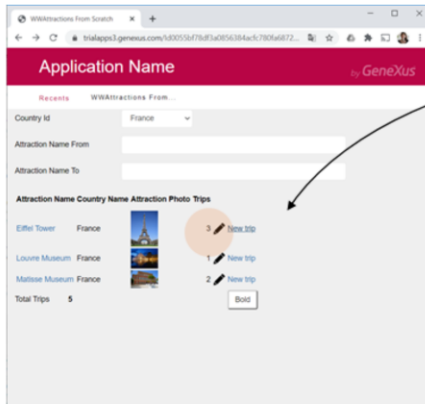 WWAttractions From Scratch
trialapps3.genexus.com/Id0055bf78df3a0856384acfc780fa6872...
Application Name
by GeneXus
Recents WWAttractions From...
Country Id France
Attraction Name From
Attraction Name To
Attraction Name Country Name Attraction Photo Trips
Eiffel Tower France 3 New trip
Louvre Museum France 1 New trip
Matisse Museum France 2 New trip
Total Trips 5 Bold